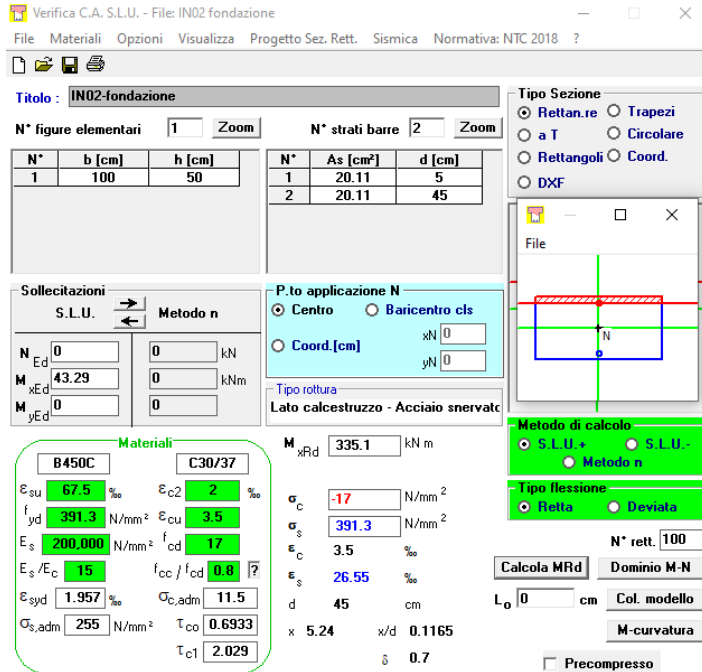 Verifica C.A. S.L.U. - File: IN02 fondazione
File Materiali Opzioni Visualizza Progetto Sez. Rett. Sismica Normativa: NTC 2018 ?
Titolo : IN02-fondazione
N° figure elementari 1 Zoom N° strati barre 2 Zoom
N° b [cm] h [cm]
1 100 50
N° As [cm²] d [cm]
1 20.11 5
2 20.11 45
Tipo Sezione
Rettan.re Trapezi
a T Circolare
Rettangoli Coord.
DXF
File
N
Sollecitazioni
S.L.U. Metodo n
N Ed 0 0 kN
M xEd 43.29 0 kNm
M yEd 0 0
P.to applicazione N
Centro Baricentro cls
Coord.[cm] xN 0
yN 0
Tipo rottura
Lato calcestruzzo - Acciaio snervatc
Metodo di calcolo
S.L.U.+ S.L.U.-
Metodo n
Tipo flessione
Retta Deviata
Materiali
B450C C30/37
εsu 67.5 ‰ εc2 2 ‰
fyd 391.3 N/mm² εcu 3.5
Es 200,000 N/mm² fcd 17
Es/Ec 15 fcc / fcd 0.8 ?
εsyd 1.957 ‰ σc,adm 11.5
σs,adm 255 N/mm² τco 0.6933
τc1 2.029
M xRd 335.1 kN m
σc -17 N/mm²
σs 391.3 N/mm²
εc 3.5 ‰
εs 26.55 ‰
d 45 cm
x 5.24 x/d 0.1165
δ 0.7
N° rett. 100
Calcola MRd Dominio M-N
Lo 0 cm Col. modello
M-curvatura
Precompresso